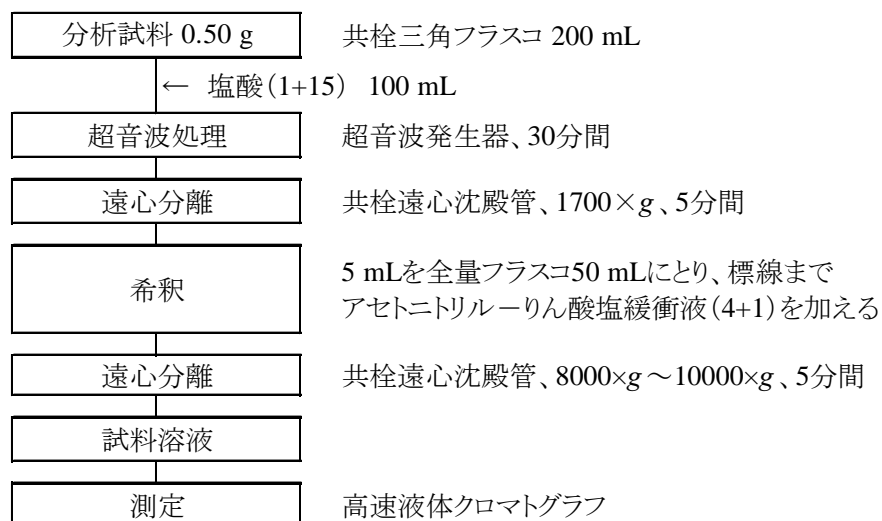 分析試料 0.50 g 共栓三角フラスコ 200 mL
← 塩酸(1+15) 100 mL
超音波処理 超音波発生器、30分間
遠心分離 共栓遠心沈殿管、1700×g、5分間
希釈 5 mLを全量フラスコ50 mLにとり、標線まで
アセトニトリル－りん酸塩緩衝液(4+1)を加える
遠心分離 共栓遠心沈殿管、8000×g～10000×g、5分間
試料溶液
測定 高速液体クロマトグラフ